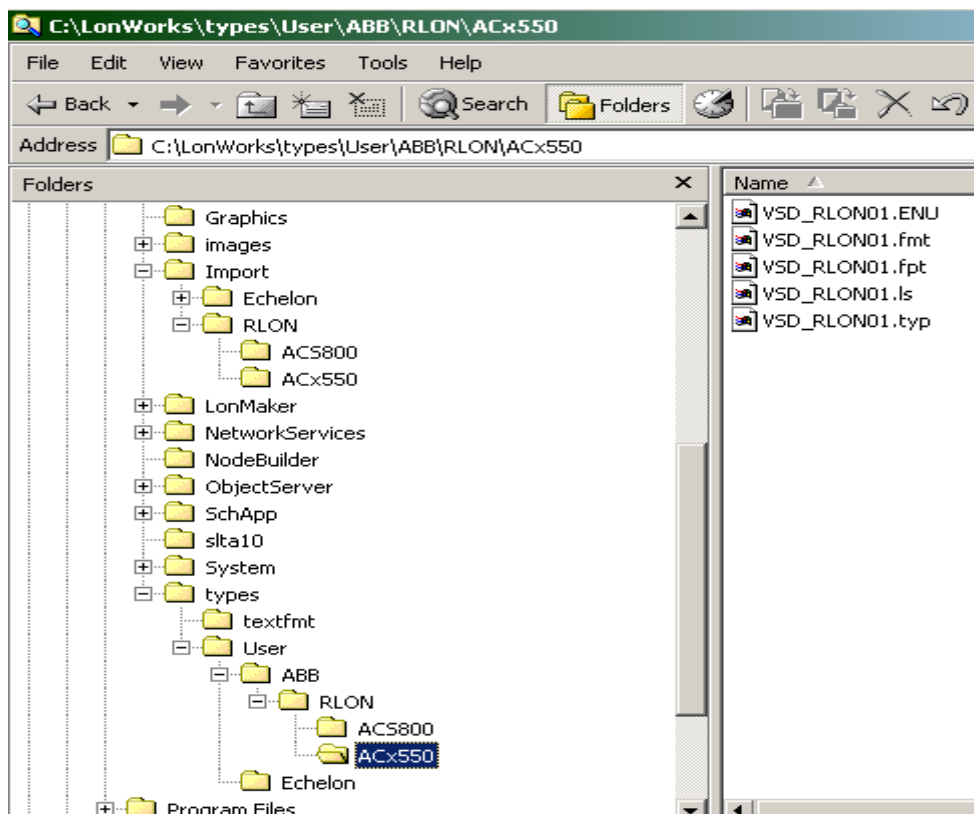 C:\LonWorks\types\User\ABB\RLON\ACx550
File Edit View Favorites Tools Help
Back Search Folders
Address C:\LonWorks\types\User\ABB\RLON\ACx550
Folders
Graphics
images
Import
Echelon
RLON
ACS800
ACx550
LonMaker
NetworkServices
NodeBuilder
ObjectServer
SchApp
slta10
System
types
textfmt
User
ABB
RLON
ACS800
ACx550
Echelon
Program Files
Name
VSD_RLON01.ENU
VSD_RLON01.fmt
VSD_RLON01.fpt
VSD_RLON01.ls
VSD_RLON01.typ